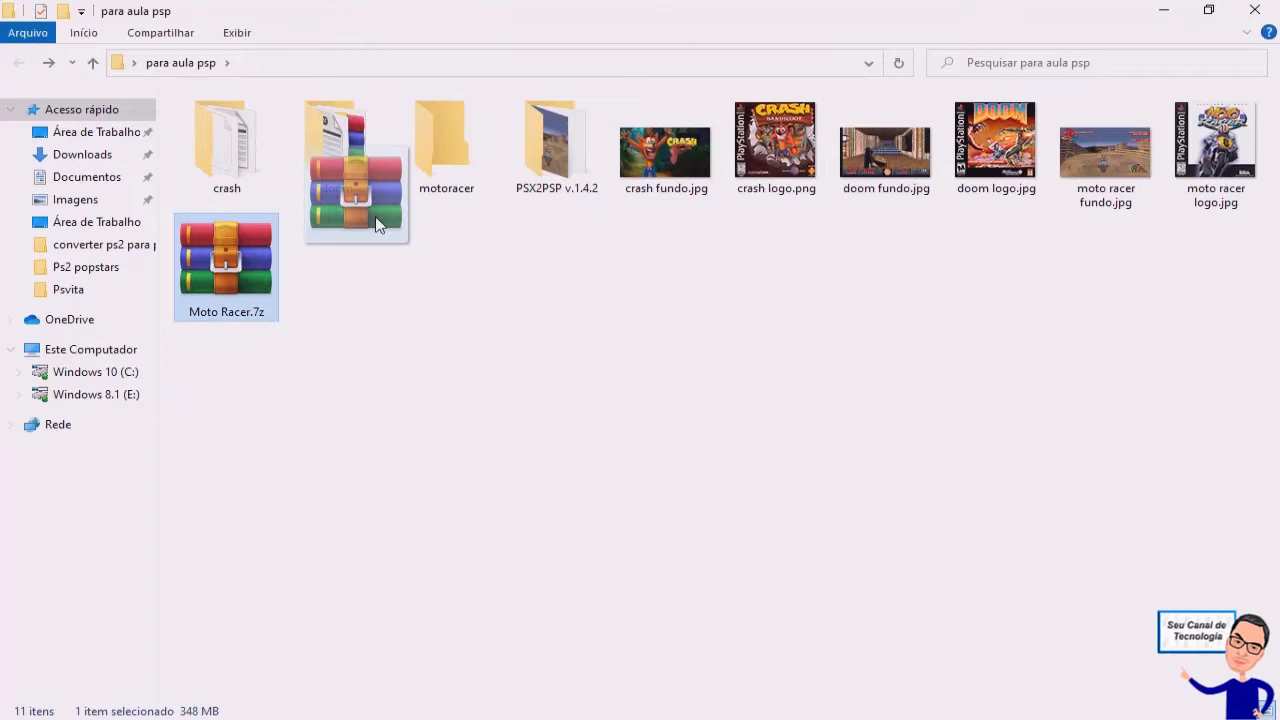 para aula psp
Arquivo
Início
Compartilhar
Exibir
para aula psp
Pesquisar para aula psp
Acesso rápido
Área de Trabalho
Downloads
Documentos
Imagens
Área de Trabalho
converter ps2 para p
Ps2 popstars
Psvita
OneDrive
Este Computador
Windows 10 (C:)
Windows 8.1 (E:)
Rede
crash
motoracer
PSX2PSP v.1.4.2
crash fundo.jpg
crash logo.png
doom fundo.jpg
doom logo.jpg
moto racer
fundo.jpg
moto racer
logo.jpg
Moto Racer.7z
CRASH
CRASH
BANDICOOT
PlayStation
DOOM
PlayStation
Seu Canal de
Tecnologia
11 itens
1 item selecionado 348 MB